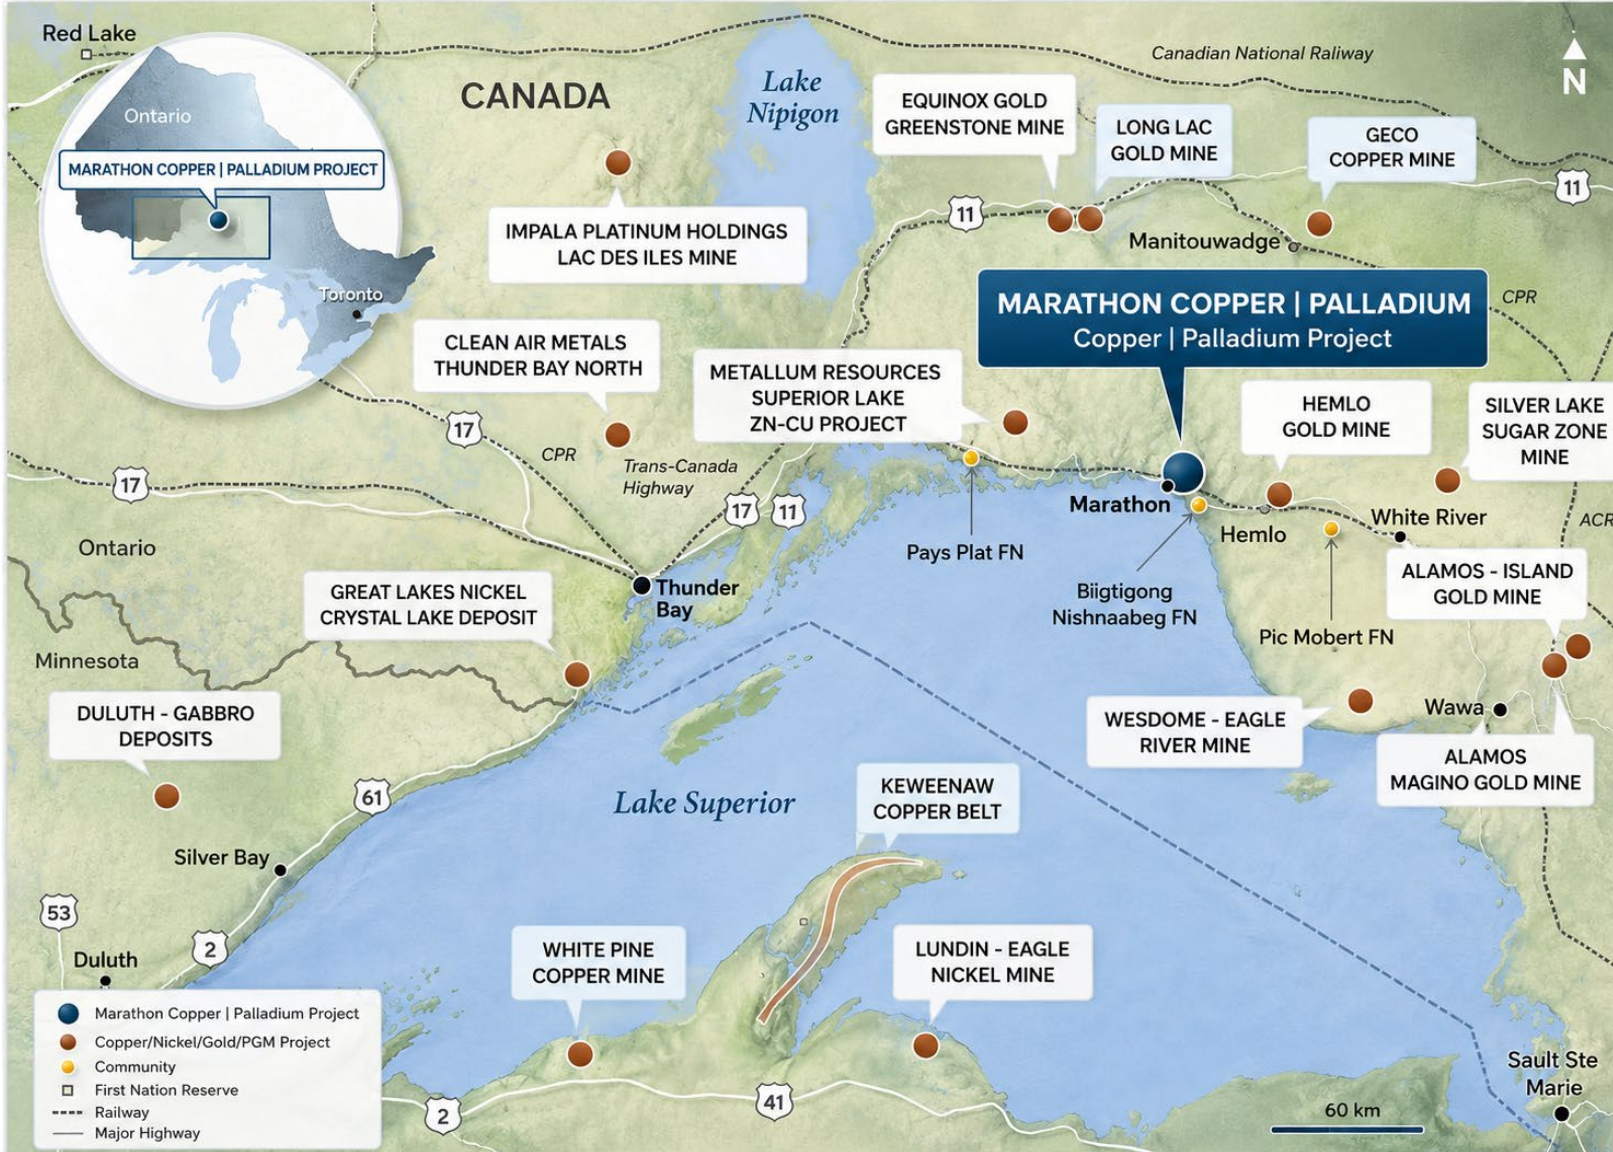 Red Lake
Canadian National Raliway
N
CANADA
Lake
Nipigon
Ontario
MARATHON COPPER | PALLADIUM PROJECT
Toronto
EQUINOX GOLD
GREENSTONE MINE
LONG LAC
GOLD MINE
GECO
COPPER MINE
11
11
IMPALA PLATINUM HOLDINGS
LAC DES ILES MINE
Manitouwadge
MARATHON COPPER | PALLADIUM
Copper | Palladium Project
CPR
CLEAN AIR METALS
THUNDER BAY NORTH
METALLUM RESOURCES
SUPERIOR LAKE
ZN-CU PROJECT
HEMLO
GOLD MINE
SILVER LAKE
SUGAR ZONE
MINE
17
CPR
Trans-Canada
Highway
17
17
11
Marathon
Hemlo
White River
ACR
Ontario
Pays Plat FN
Biigtigong
Nishnaabeg FN
Pic Mobert FN
ALAMOS - ISLAND
GOLD MINE
Thunder
Bay
GREAT LAKES NICKEL
CRYSTAL LAKE DEPOSIT
Minnesota
DULUTH - GABBRO
DEPOSITS
WESDOME - EAGLE
RIVER MINE
Wawa
ALAMOS
MAGINO GOLD MINE
61
Lake Superior
KEWEENAW
COPPER BELT
Silver Bay
53
2
Duluth
WHITE PINE
COPPER MINE
LUNDIN - EAGLE
NICKEL MINE
Marathon Copper | Palladium Project
Copper/Nickel/Gold/PGM Project
Community
First Nation Reserve
Railway
Major Highway
2
41
60 km
Sault Ste
Marie